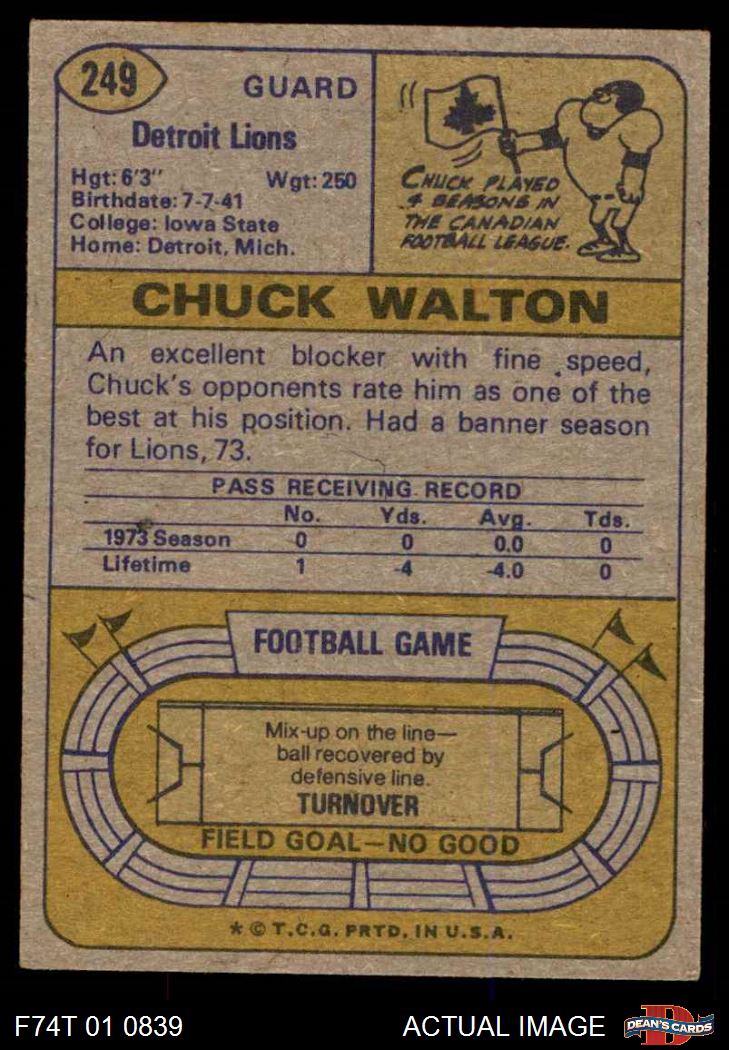 249
GUARD
Detroit Lions
Hgt: 6'3" Wgt: 250
Birthdate: 7-7-41
College: Iowa State
Home: Detroit, Mich.
CHUCK PLAYED
4 SEASONS IN
THE CANADIAN
FOOTBALL LEAGUE.
CHUCK WALTON
An excellent blocker with fine speed,
Chuck's opponents rate him as one of the
best at his position. Had a banner season
for Lions, 73.
PASS RECEIVING RECORD
No. Yds. Avg. Tds.
1973 Season 0 0 0.0 0
Lifetime 1 -4 -4.0 0
FOOTBALL GAME
Mix-up on the line—
ball recovered by
defensive line.
TURNOVER
FIELD GOAL—NO GOOD
* © T.C.G. PRTD. IN U.S.A.
F74T 01 0839 ACTUAL IMAGE
D
DEAN'S CARDS